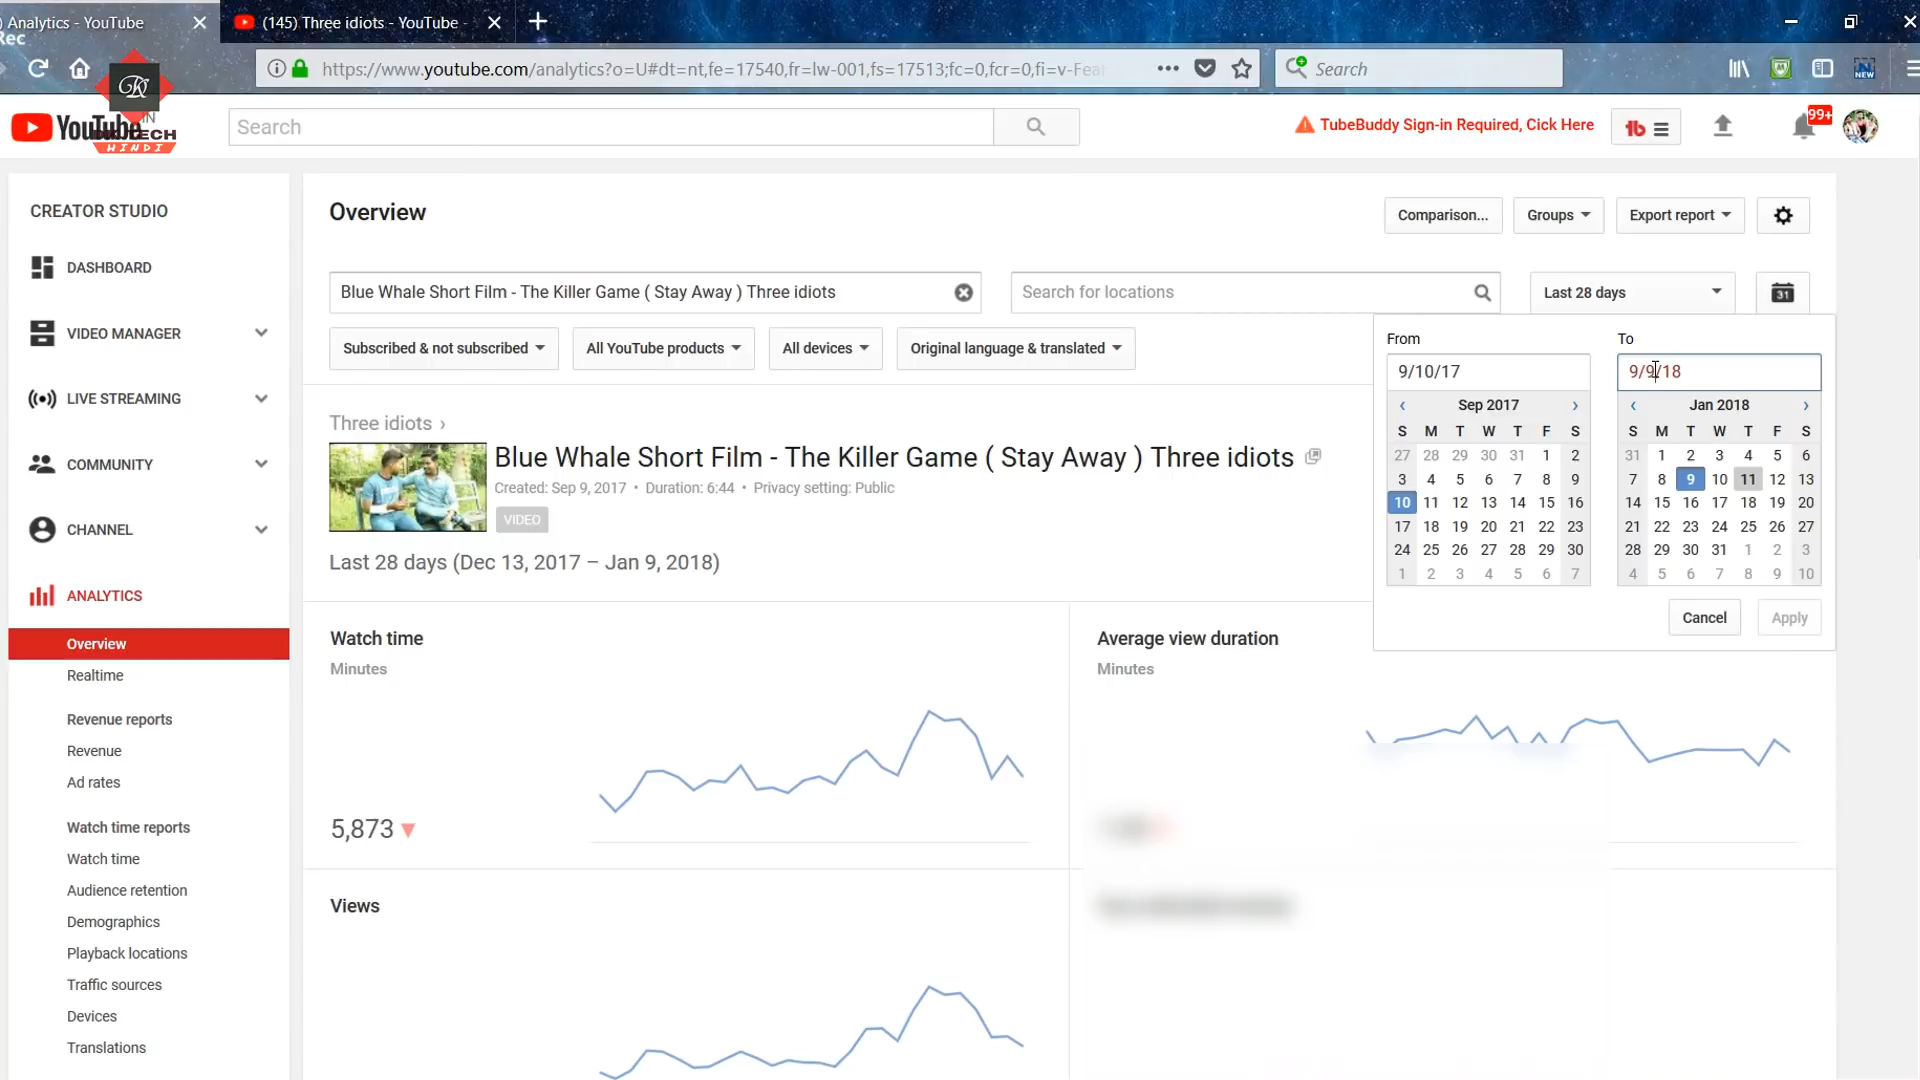 ) Analytics - YouTube
(145) Three idiots - YouTube -
Rec
https://www.youtube.com/analytics?o=U#dt=nt,fe=17540,fr=lw-001,fs=17513;fc=0,fcr=0,fi=v-Fea
Search
NEW
YouTube IN
TECH
HINDI
Search
TubeBuddy Sign-in Required, Cick Here
tb
99+
CREATOR STUDIO
DASHBOARD
VIDEO MANAGER
LIVE STREAMING
COMMUNITY
CHANNEL
ANALYTICS
Overview
Realtime
Revenue reports
Revenue
Ad rates
Watch time reports
Watch time
Audience retention
Demographics
Playback locations
Traffic sources
Devices
Translations
Overview
Comparison... Groups Export report
Blue Whale Short Film - The Killer Game ( Stay Away ) Three idiots
Search for locations
Last 28 days
31
Subscribed & not subscribed All YouTube products All devices Original language & translated
Three idiots ›
Blue Whale Short Film - The Killer Game ( Stay Away ) Three idiots
Created: Sep 9, 2017 • Duration: 6:44 • Privacy setting: Public
VIDEO
Last 28 days (Dec 13, 2017 – Jan 9, 2018)
From
9/10/17
‹ Sep 2017 ›
S M T W T F S
27 28 29 30 31 1 2
3 4 5 6 7 8 9
10 11 12 13 14 15 16
17 18 19 20 21 22 23
24 25 26 27 28 29 30
1 2 3 4 5 6 7
To
9/9/18
‹ Jan 2018 ›
S M T W T F S
31 1 2 3 4 5 6
7 8 9 10 11 12 13
14 15 16 17 18 19 20
21 22 23 24 25 26 27
28 29 30 31 1 2 3
4 5 6 7 8 9 10
Cancel Apply
Watch time
Minutes
5,873
Average view duration
Minutes
Views